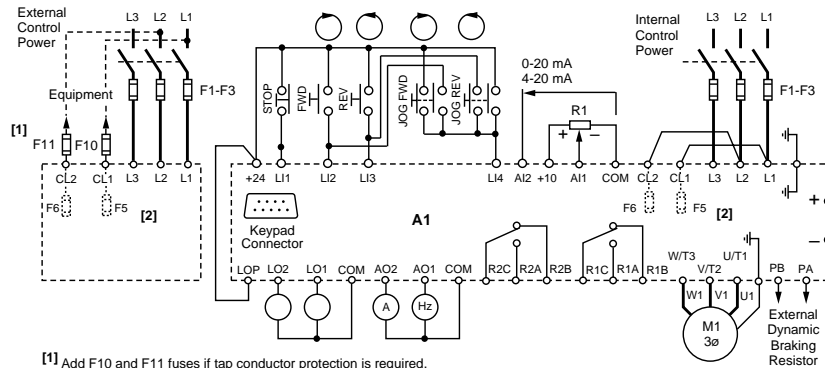 External
Control
Power
L3 L2 L1
F1-F3
Equipment
[1]
F11 F10
CL2 CL1 L3 L2 L1
F6 F5
[2]
STOP
FWD
REV
JOG FWD
JOG REV
0-20 mA
4-20 mA
R1
+ –
Internal
Control
Power
L3 L2 L1
F1-F3
+24 LI1 LI2 LI3 LI4 AI2 +10 AI1 COM CL2 CL1 L3 L2 L1
F6 F5
[2]
+
–
Keypad
Connector
A1
LOP LO2 LO1 COM AO2 AO1 COM R2C R2A R2B R1C R1A R1B W/T3 V/T2 U/T1 PB PA
A Hz
W1 V1 U1
M1
3ø
External
Dynamic
Braking
Resistor
[1] Add F10 and F11 fuses if tap conductor protection is required.